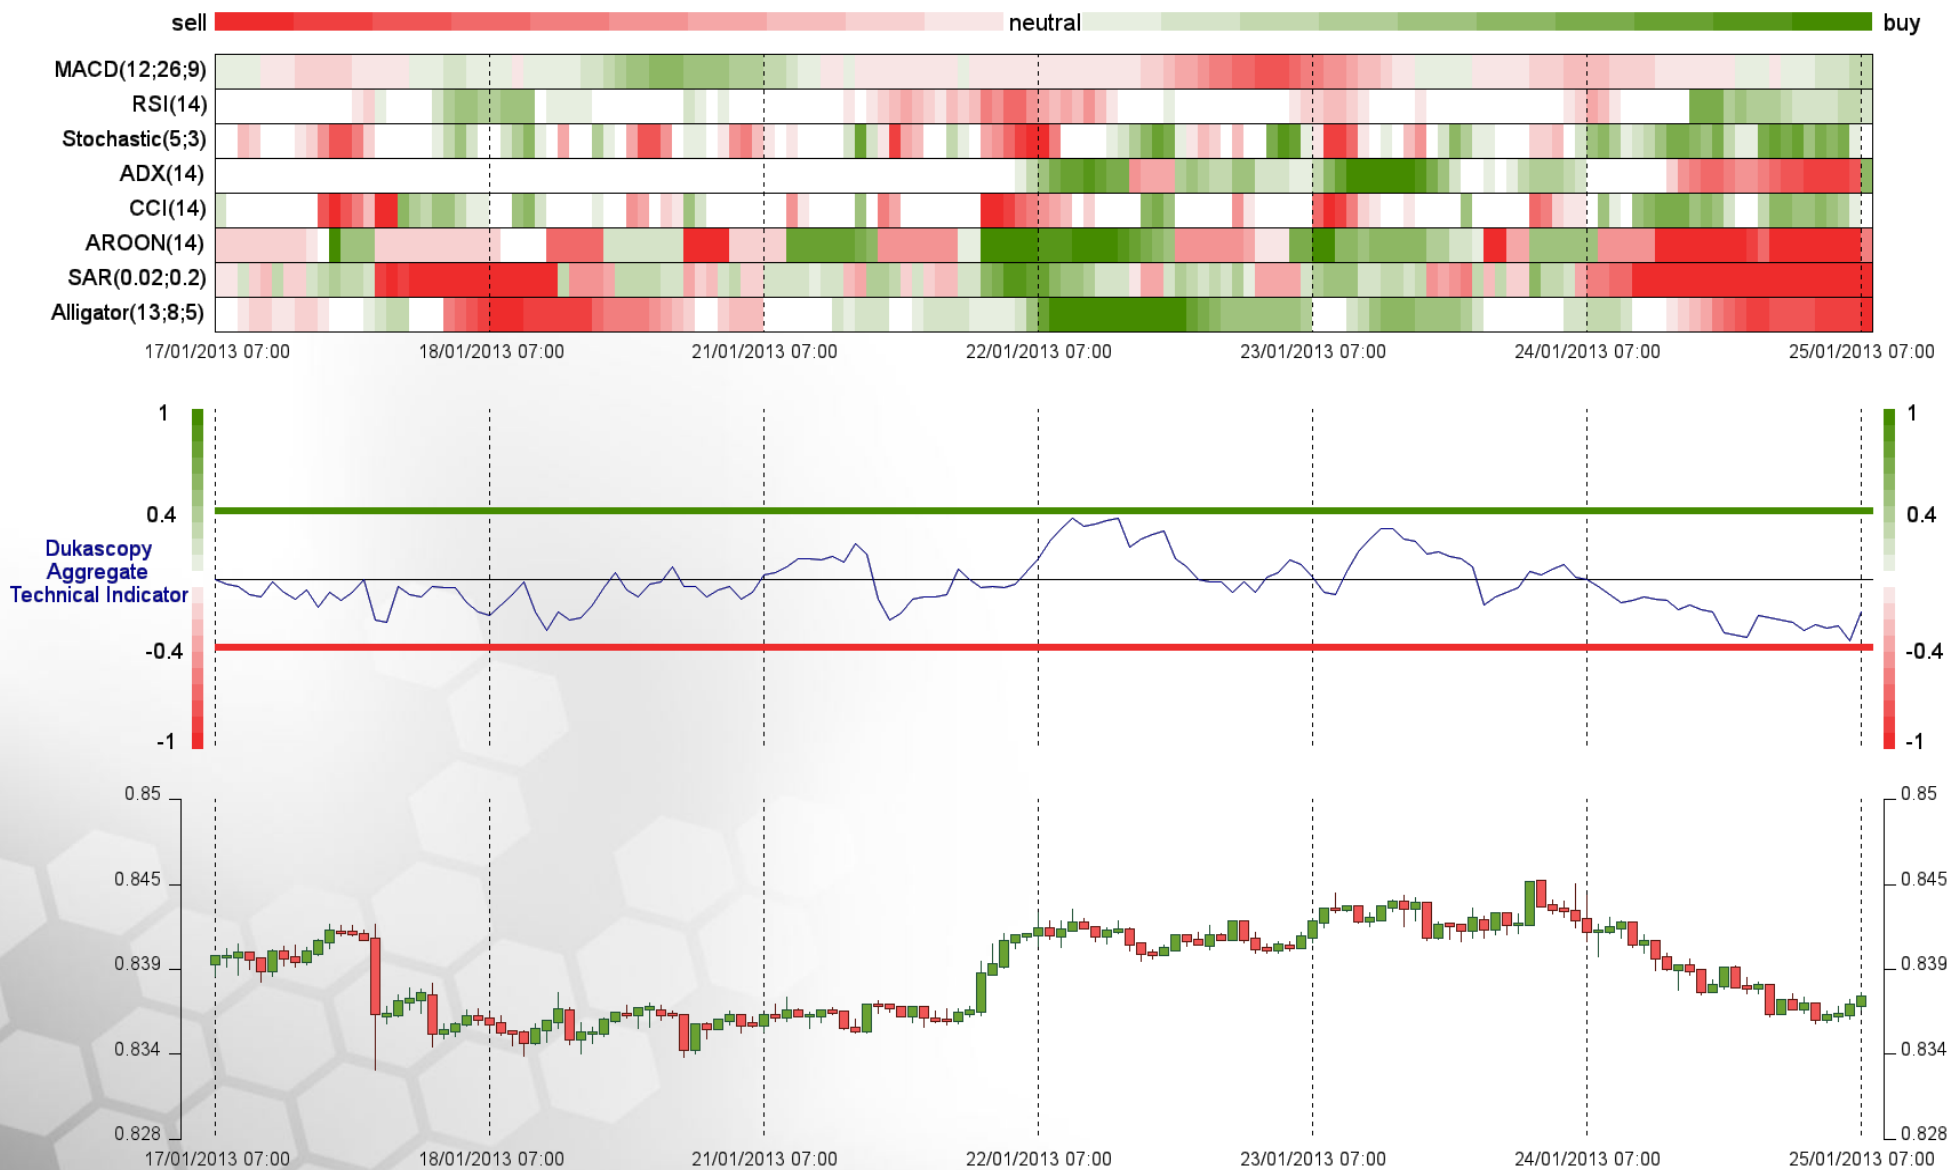 sell neutral buy
MACD(12;26;9)
RSI(14)
Stochastic(5;3)
ADX(14)
CCI(14)
AROON(14)
SAR(0.02;0.2)
Alligator(13;8;5)
17/01/2013 07:00 18/01/2013 07:00 21/01/2013 07:00 22/01/2013 07:00 23/01/2013 07:00 24/01/2013 07:00 25/01/2013 07:00
1 1
0.4 0.4
Dukascopy
Aggregate
Technical Indicator
-0.4 -0.4
-1 -1
0.85 0.85
0.845 0.845
0.839 0.839
0.834 0.834
0.828 0.828
17/01/2013 07:00 18/01/2013 07:00 21/01/2013 07:00 22/01/2013 07:00 23/01/2013 07:00 24/01/2013 07:00 25/01/2013 07:00